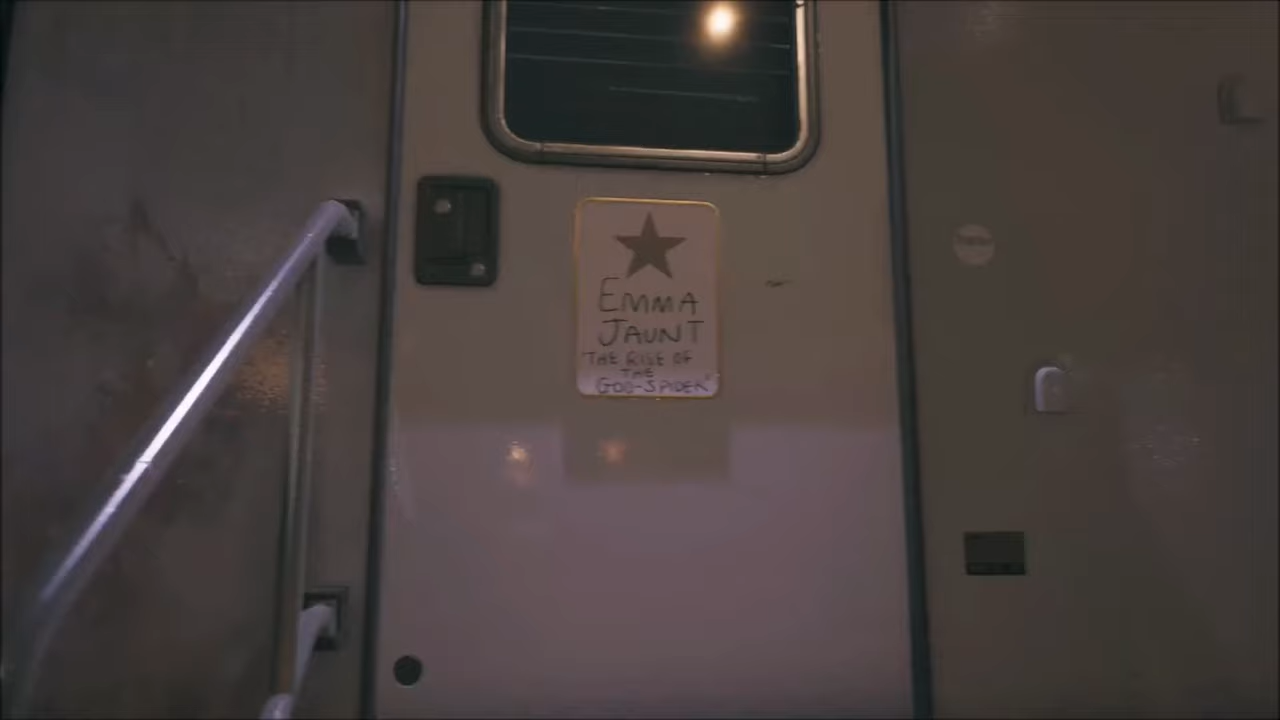 EMMA
JAUNT
"THE RISE OF
THE
GOD-SPIDER"